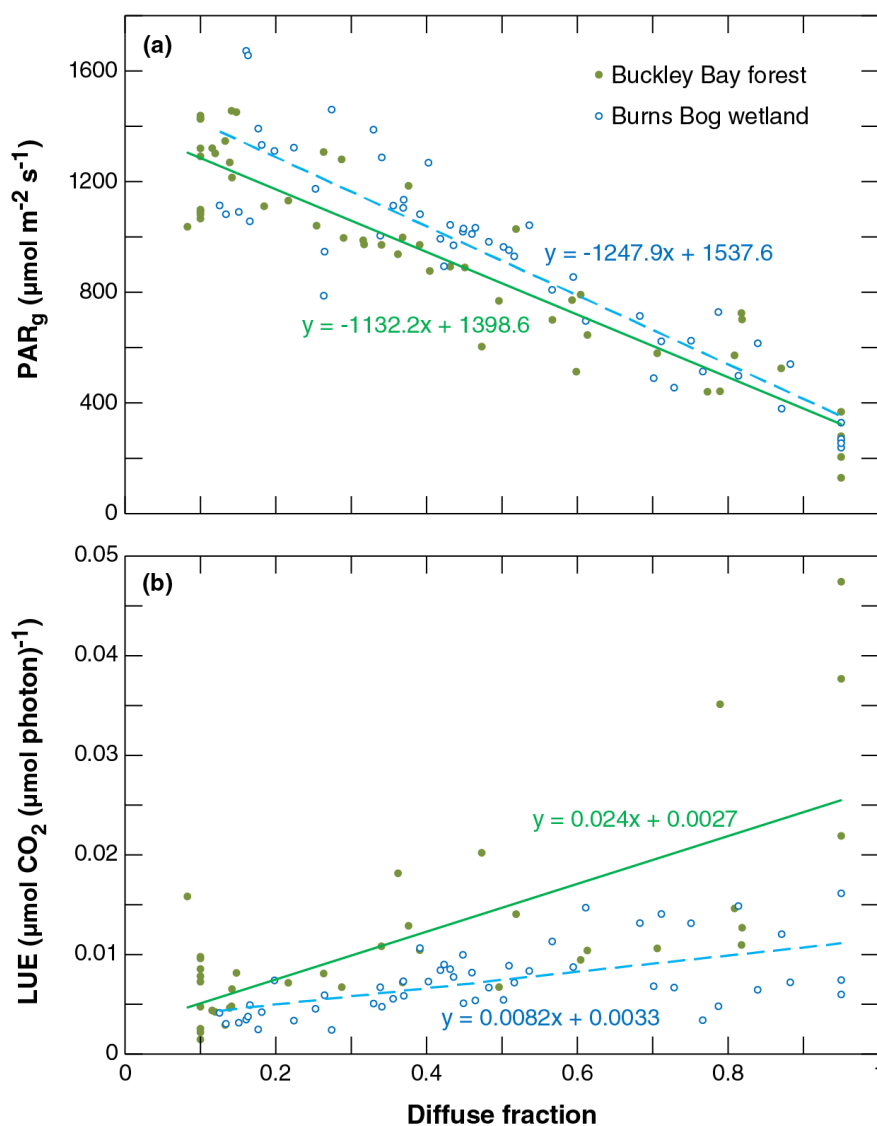 (a)
Buckley Bay forest
Burns Bog wetland
1600
1200
800
400
0
PARg (µmol m⁻² s⁻¹)
y = -1247.9x + 1537.6
y = -1132.2x + 1398.6
(b)
0.05
0.04
0.03
0.02
0.01
0
LUE (µmol CO₂ (µmol photon)⁻¹
y = 0.024x + 0.0027
y = 0.0082x + 0.0033
0 0.2 0.4 0.6 0.8 1
Diffuse fraction